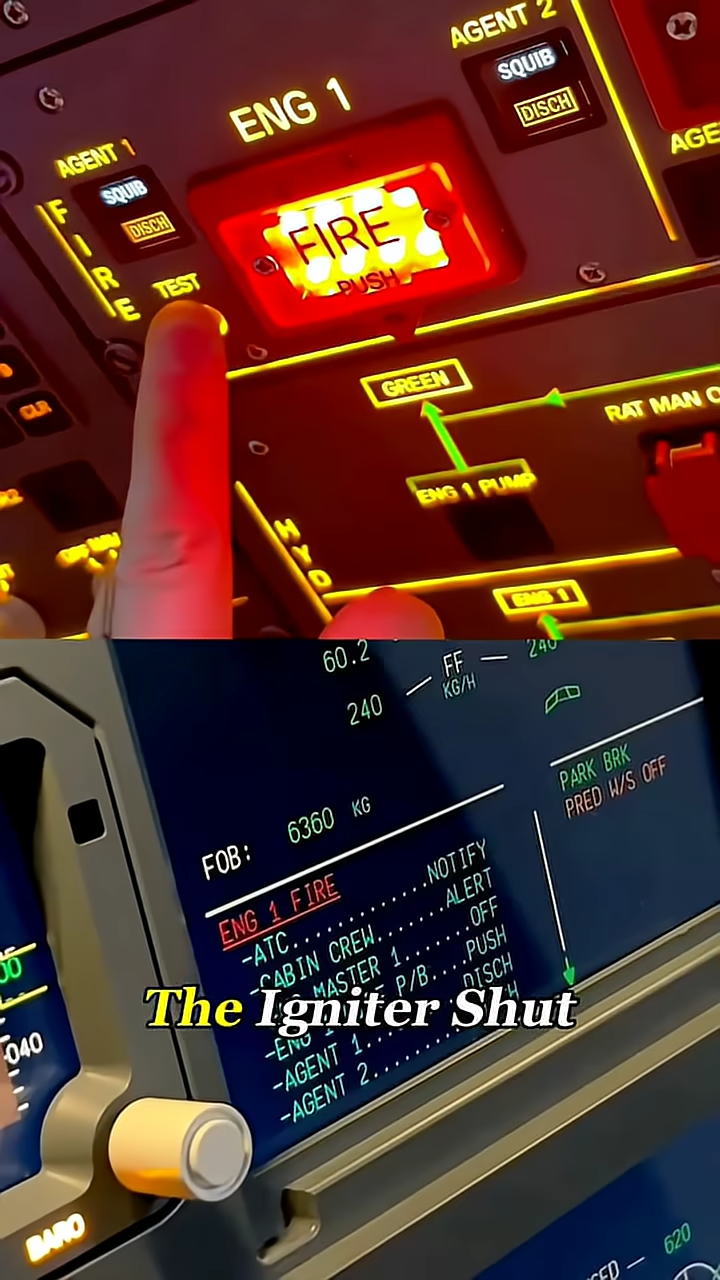 AGENT 2
SQUIB
DISCH
ENG 1
AGENT 1
SQUIB
DISCH
FIRE
TEST
FIRE
PUSH
GREEN
RAT MAN O
ENG 1 PUMP
CLR
HYD
ENG 1
60.2
FF
KG/H
240
240
FOB: 6360 KG
PARK BRK
PRED W/S OFF
ENG 1 FIRE
-ATC..............NOTIFY
-CABIN CREW.......ALERT
MASTER 1.......OFF
P/B....PUSH
-AGENT 1 DISCH
-AGENT 2
The Igniter Shut
040
BARO
620